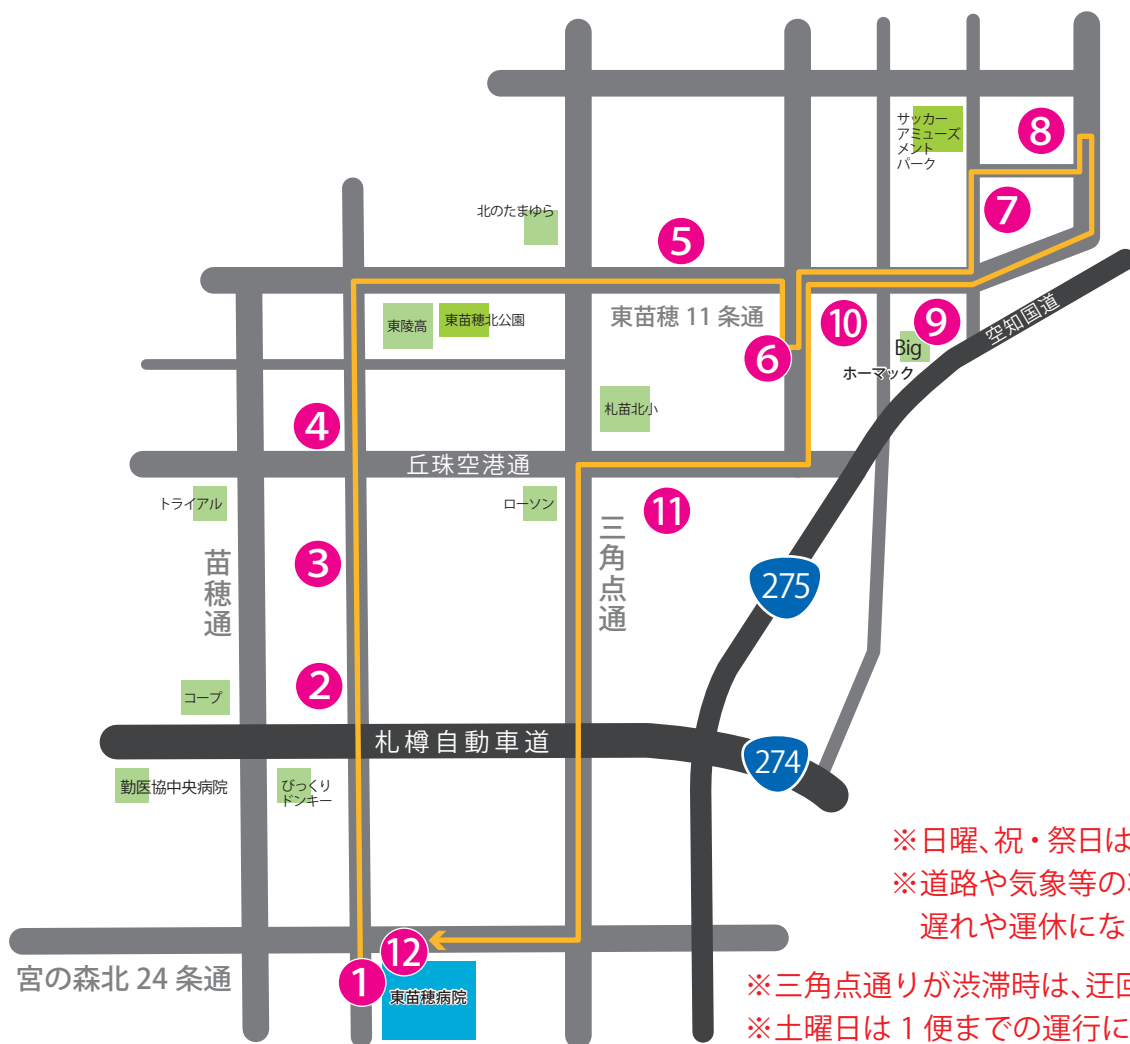 サッカー
アミューズ
メント
パーク
8
7
北のたまゆら
5
東陵高
東苗穂北公園
東苗穂 11 条通
10
9
Big
ホーマック
空知国道
6
札苗北小
4
丘珠空港通
トライアル
ローソン
11
三角点通
苗穂通
3
275
2
コープ
札樽自動車道
274
勤医協中央病院
びっくり
ドンキー
※日曜、祝・祭日は
※道路や気象等の
遅れや運休にな
12
宮の森北 24 条通
1
東苗穂病院
※三角点通りが渋滞時は、迂回
※土曜日は 1 便までの運行に